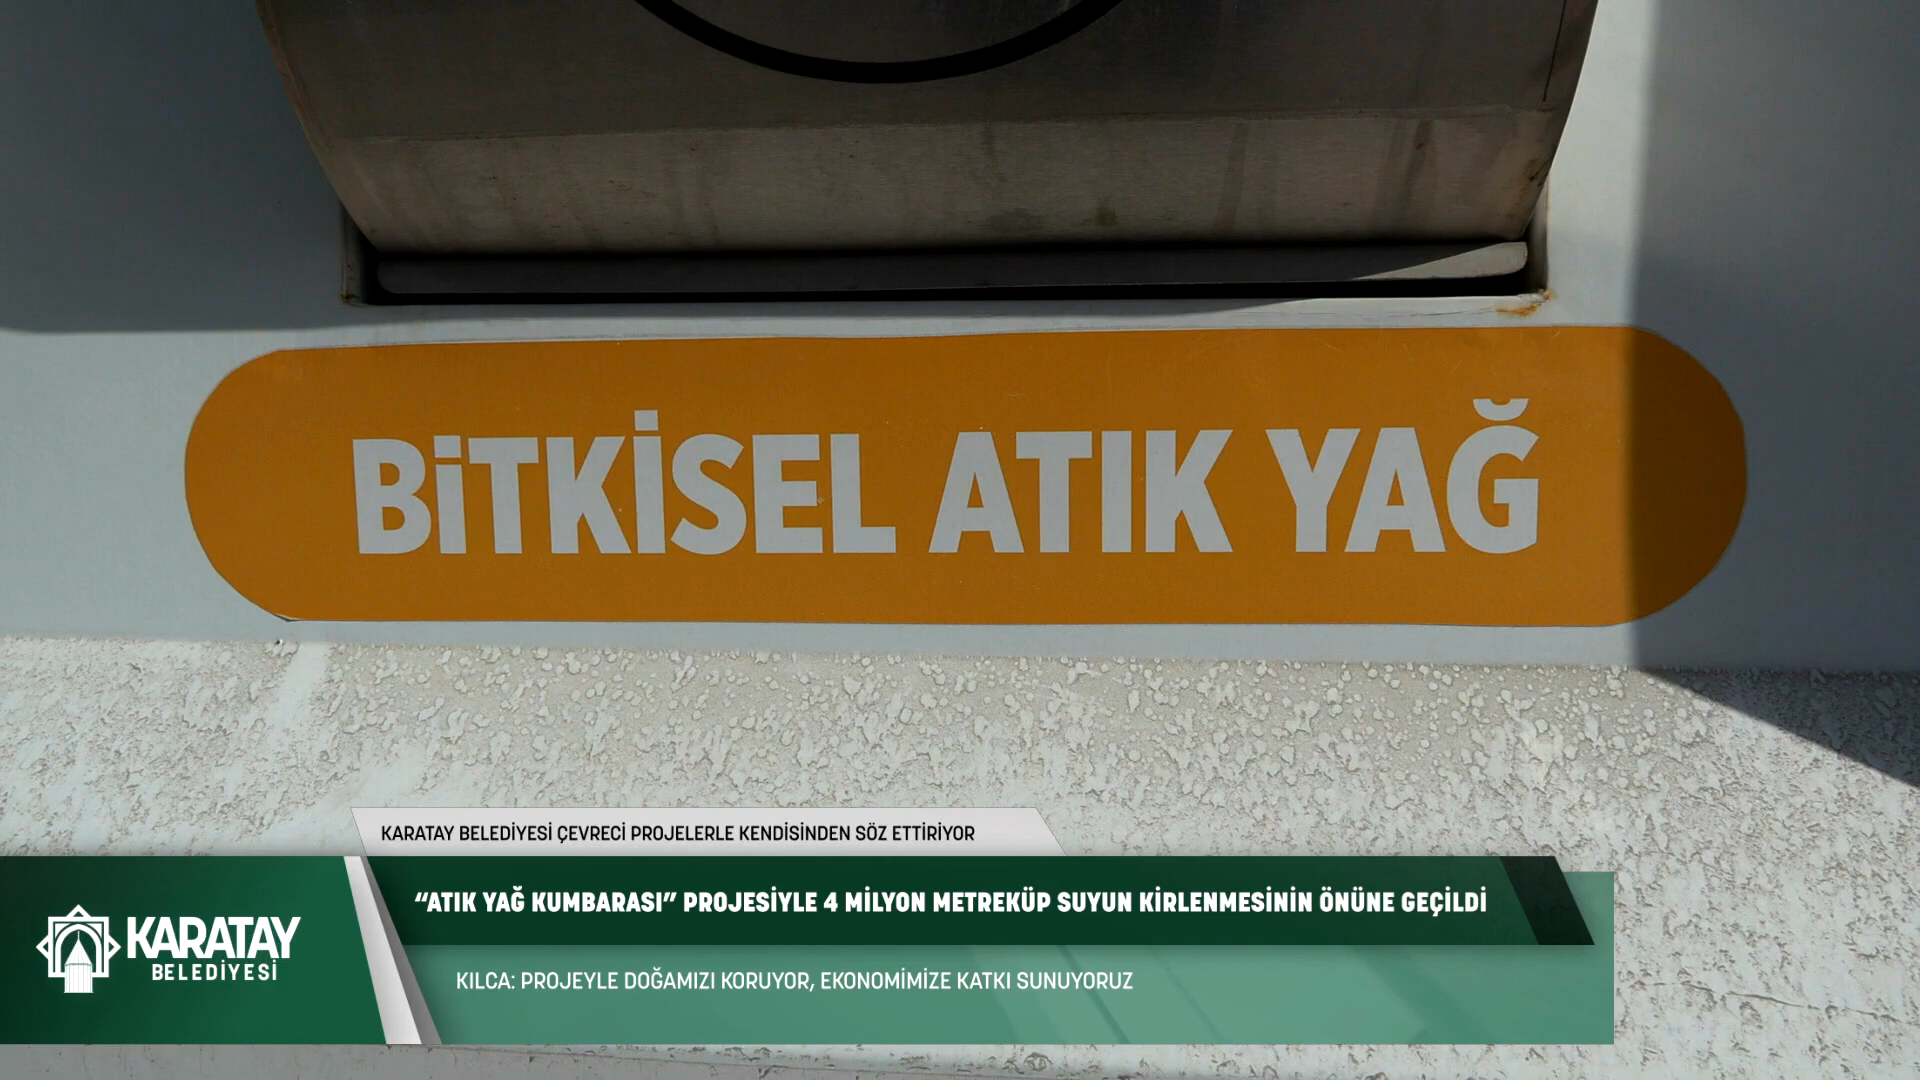 BİTKİSEL ATIK YAĞ
KARATAY BELEDİYESİ ÇEVRECİ PROJELERLE KENDİSİNDEN SÖZ ETTİRİYOR
“ATIK YAĞ KUMBARASI” PROJESİYLE 4 MİLYON METREKÜP SUYUN KİRLENMESİNİN ÖNÜNE GEÇİLDİ
KARATAY
BELEDİYESİ
KILCA: PROJEYLE DOĞAMIZI KORUYOR, EKONOMİMİZE KATKI SUNUYORUZ